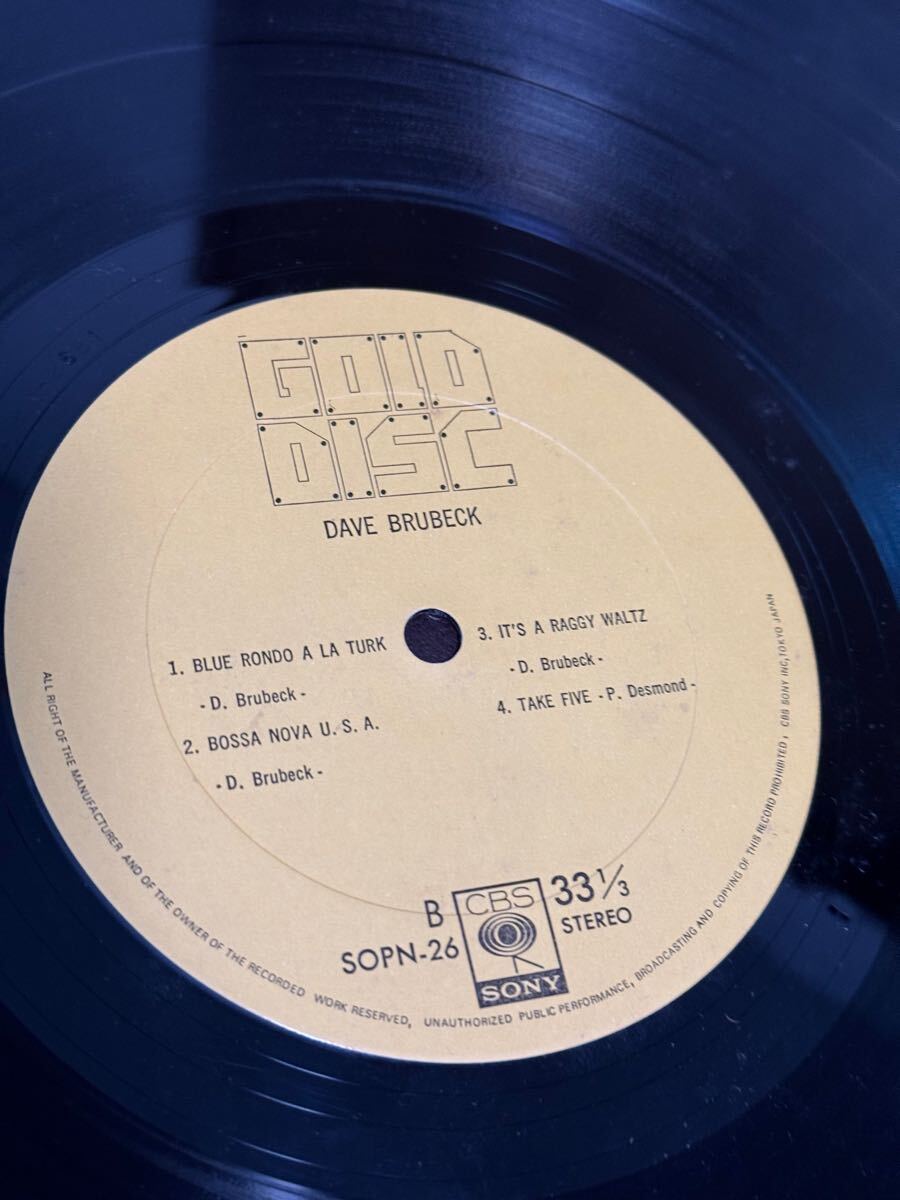 GOLD
DISC
DAVE BRUBECK
1. BLUE RONDO A LA TURK
- D. Brubeck -
2. BOSSA NOVA U. S. A.
- D. Brubeck -
3. IT'S A RAGGY WALTZ
- D. Brubeck -
4. TAKE FIVE - P. Desmond -
B
SOPN-26
CBS
SONY
33 1/3
STEREO
ALL RIGHT OF THE MANUFACTURER AND OF THE OWNER OF THE RECORDED WORK RESERVED, UNAUTHORIZED PUBLIC PERFORMANCE, BROADCASTING AND COPYING OF THIS RECORD PROHIBITED, CBS SONY INC, TOKYO JAPAN